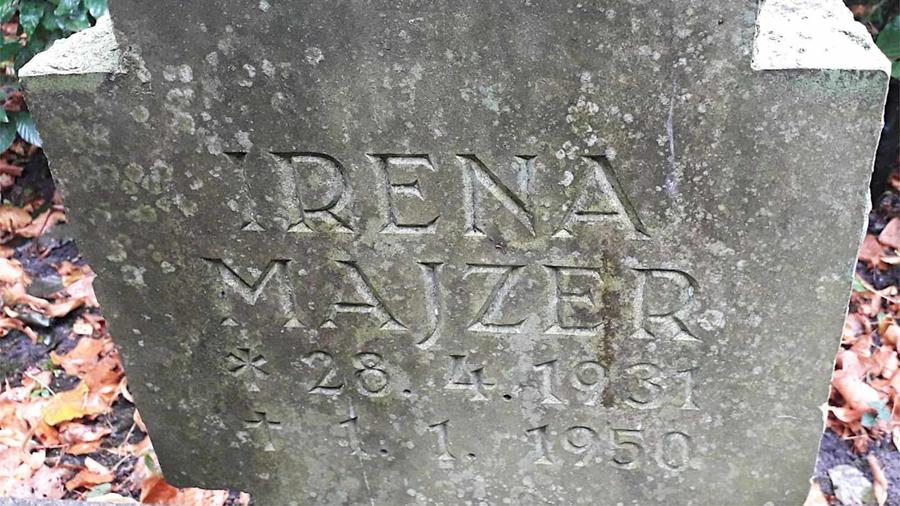 IRENA
MAJZER
* 28. 4. 1931
† 1. 1. 1950